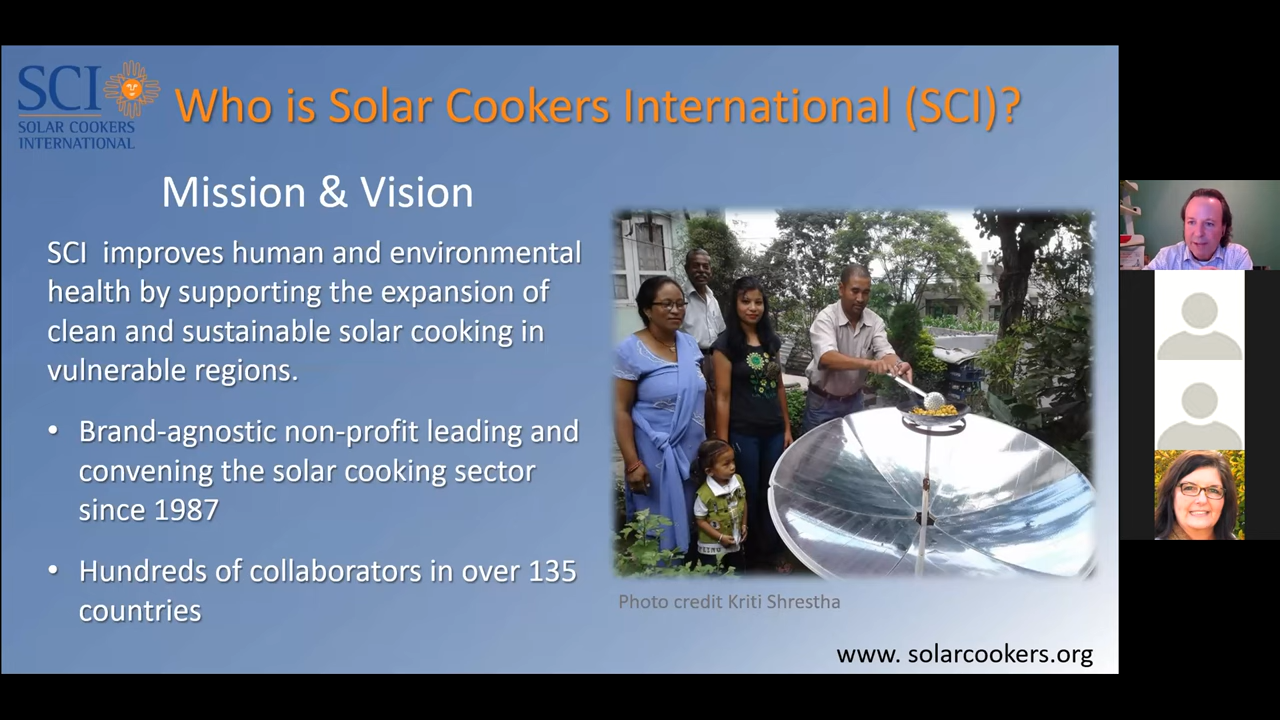 SCI
SOLAR COOKERS
INTERNATIONAL
Who is Solar Cookers International (SCI)?
Mission & Vision
SCI improves human and environmental
health by supporting the expansion of
clean and sustainable solar cooking in
vulnerable regions.
• Brand-agnostic non-profit leading and
convening the solar cooking sector
since 1987
• Hundreds of collaborators in over 135
countries
Photo credit Kriti Shrestha
www. solarcookers.org